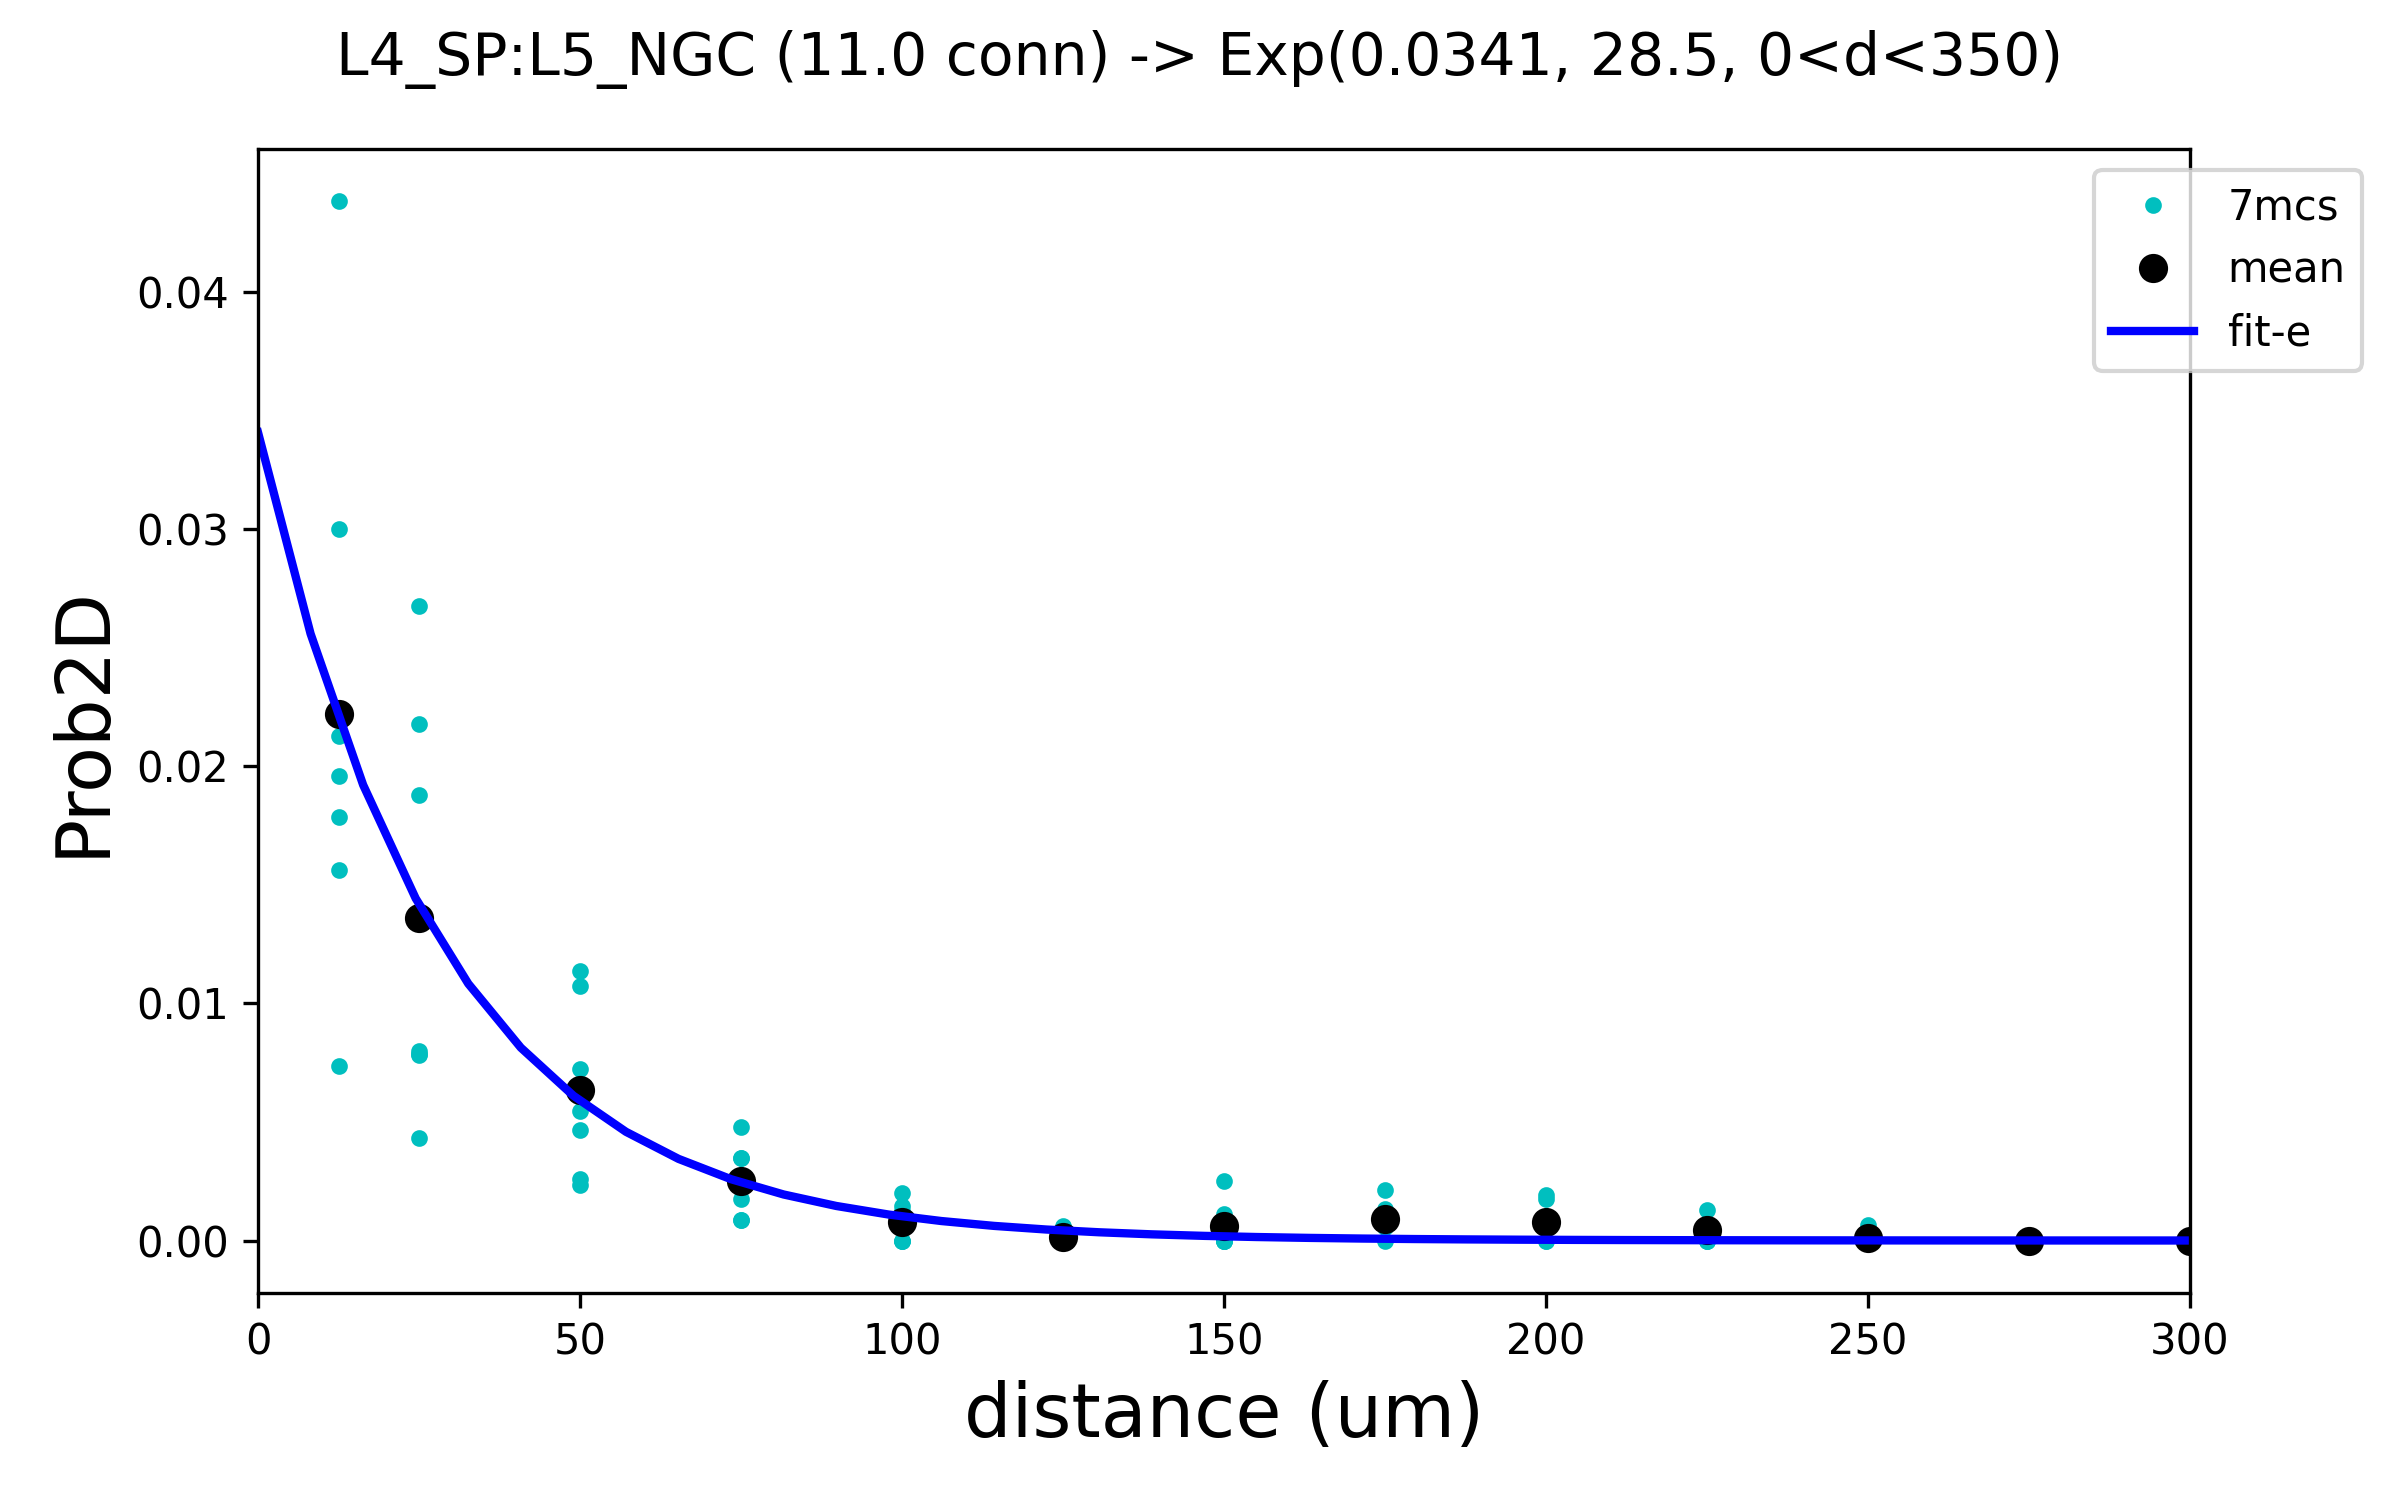 L4_SP:L5_NGC (11.0 conn) -> Exp(0.0341, 28.5, 0<d<350)
7mcs
mean
fit-e
Prob2D
0.04
0.03
0.02
0.01
0.00
0 50 100 150 200 250 300
distance (um)